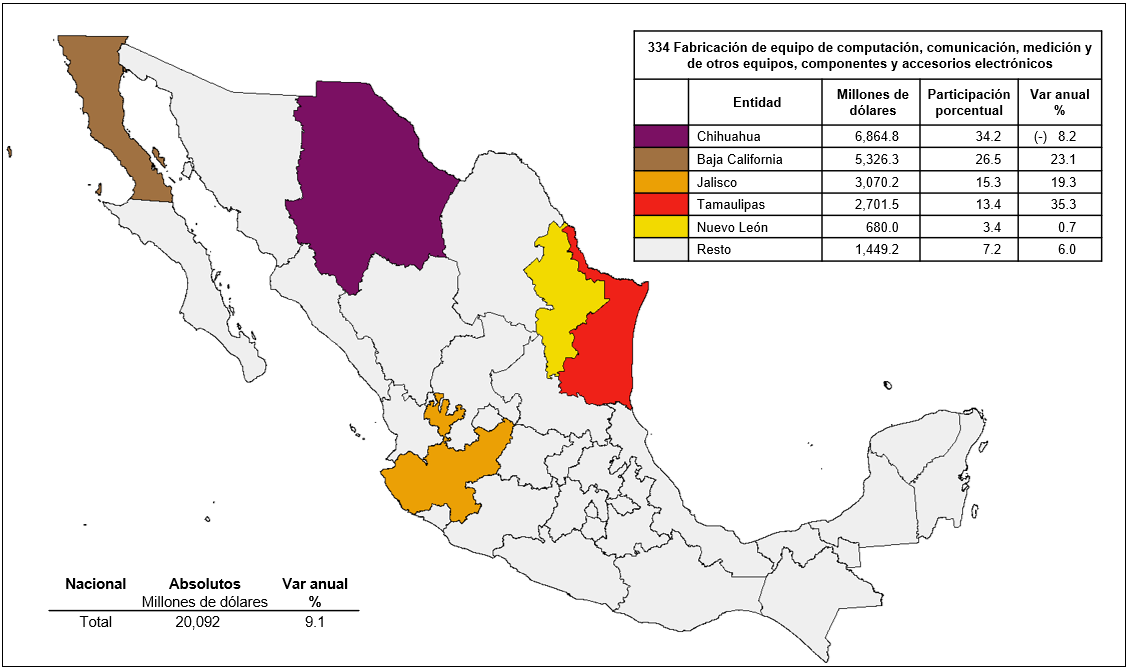 334 Fabricación de equipo de computación, comunicación, medición y
de otros equipos, componentes y accesorios electrónicos
Entidad Millones de dólares Participación porcentual Var anual %
Chihuahua 6,864.8 34.2 (-) 8.2
Baja California 5,326.3 26.5 23.1
Jalisco 3,070.2 15.3 19.3
Tamaulipas 2,701.5 13.4 35.3
Nuevo León 680.0 3.4 0.7
Resto 1,449.2 7.2 6.0
Nacional Absolutos Var anual
Millones de dólares %
Total 20,092 9.1